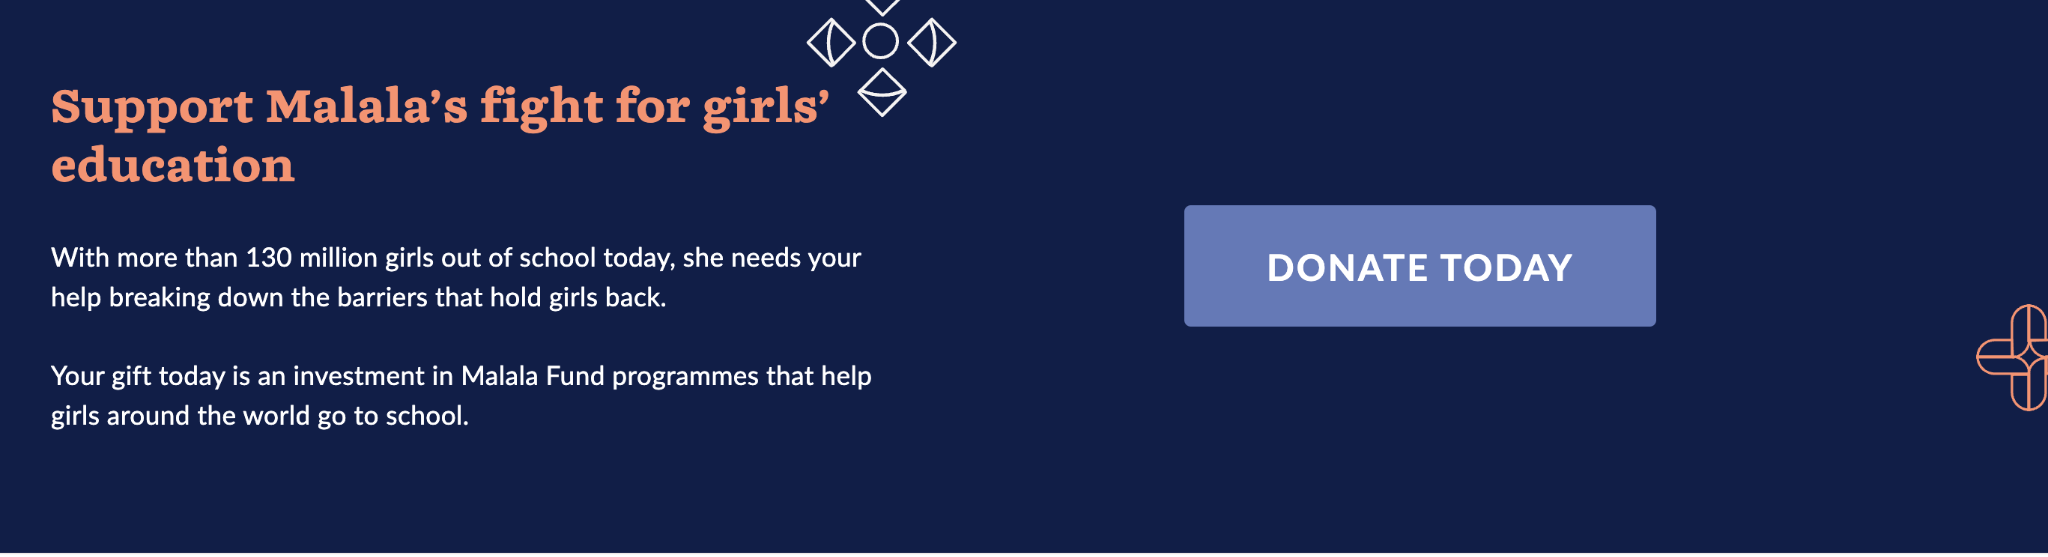 Support Malala’s fight for girls’
education
With more than 130 million girls out of school today, she needs your
help breaking down the barriers that hold girls back.
Your gift today is an investment in Malala Fund programmes that help
girls around the world go to school.
DONATE TODAY